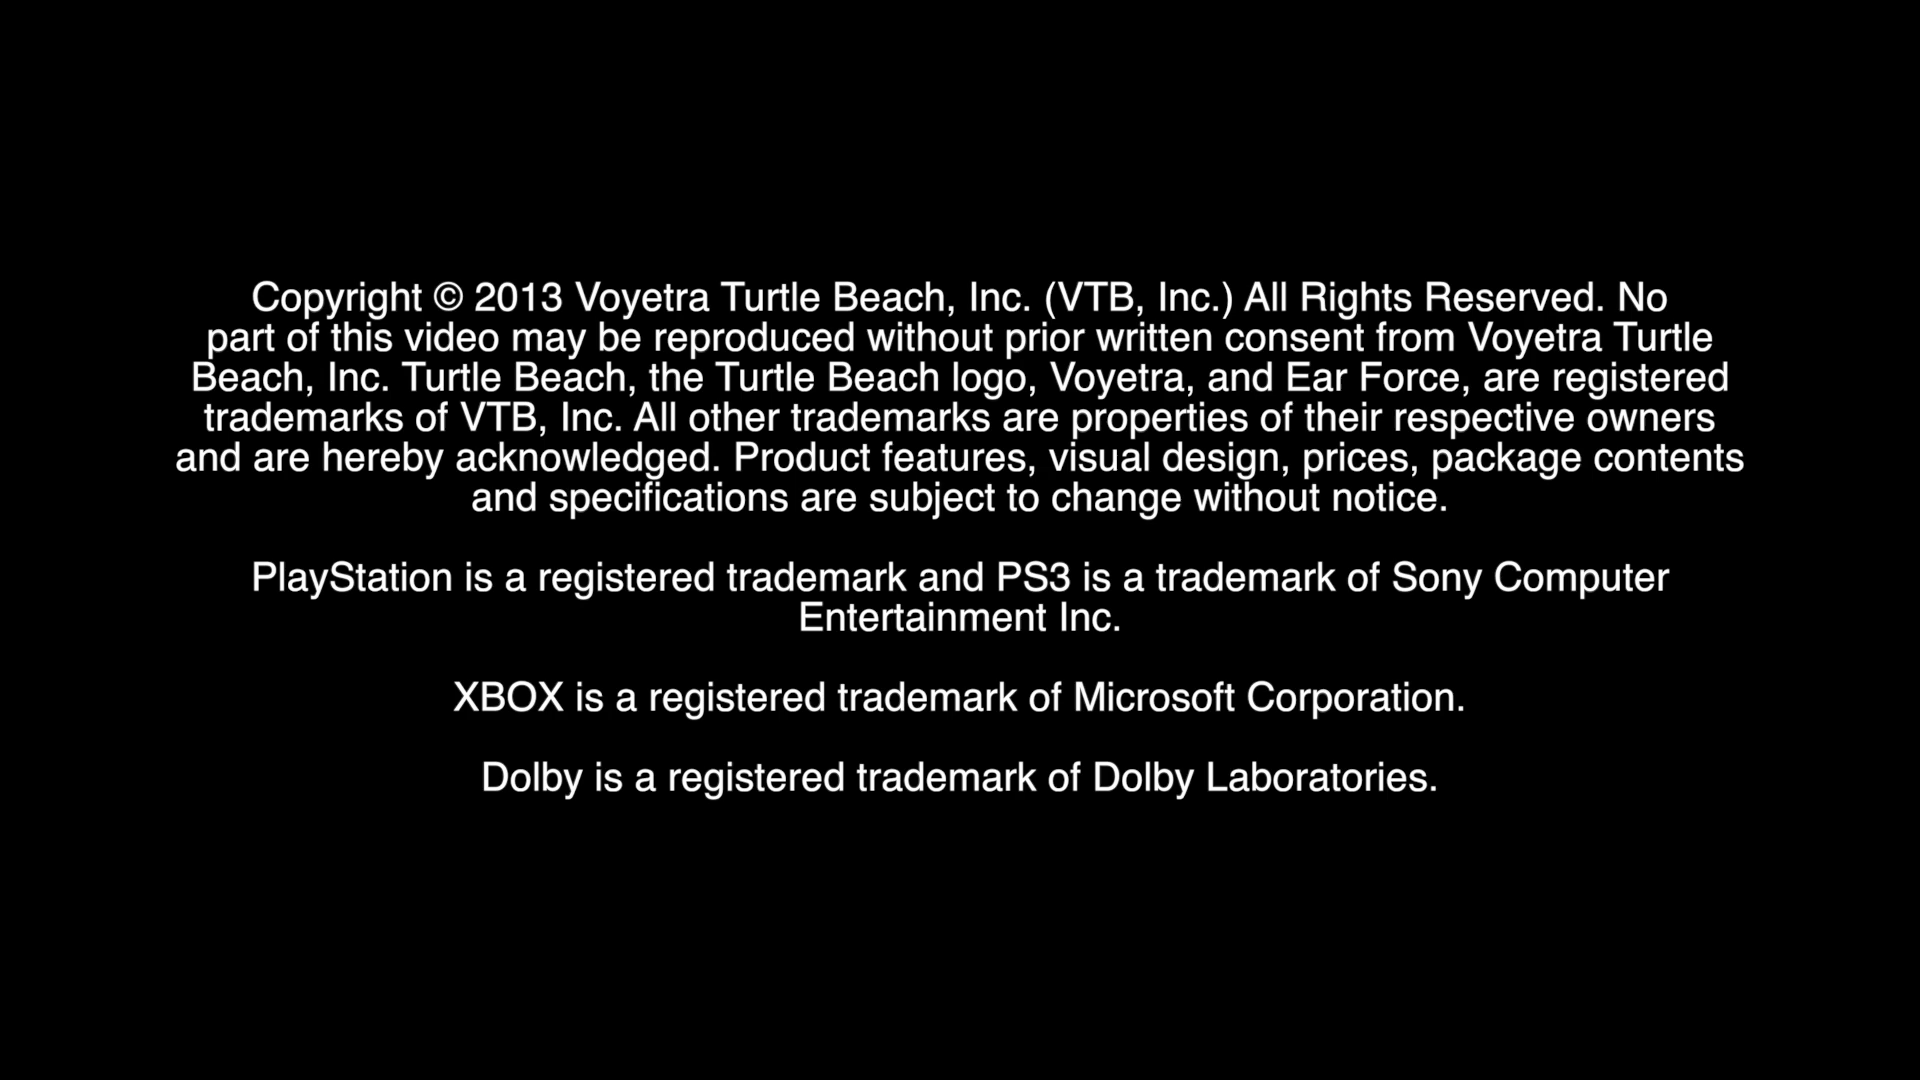 Copyright © 2013 Voyetra Turtle Beach, Inc. (VTB, Inc.) All Rights Reserved. No
part of this video may be reproduced without prior written consent from Voyetra Turtle
Beach, Inc. Turtle Beach, the Turtle Beach logo, Voyetra, and Ear Force, are registered
trademarks of VTB, Inc. All other trademarks are properties of their respective owners
and are hereby acknowledged. Product features, visual design, prices, package contents
and specifications are subject to change without notice.
PlayStation is a registered trademark and PS3 is a trademark of Sony Computer
Entertainment Inc.
XBOX is a registered trademark of Microsoft Corporation.
Dolby is a registered trademark of Dolby Laboratories.